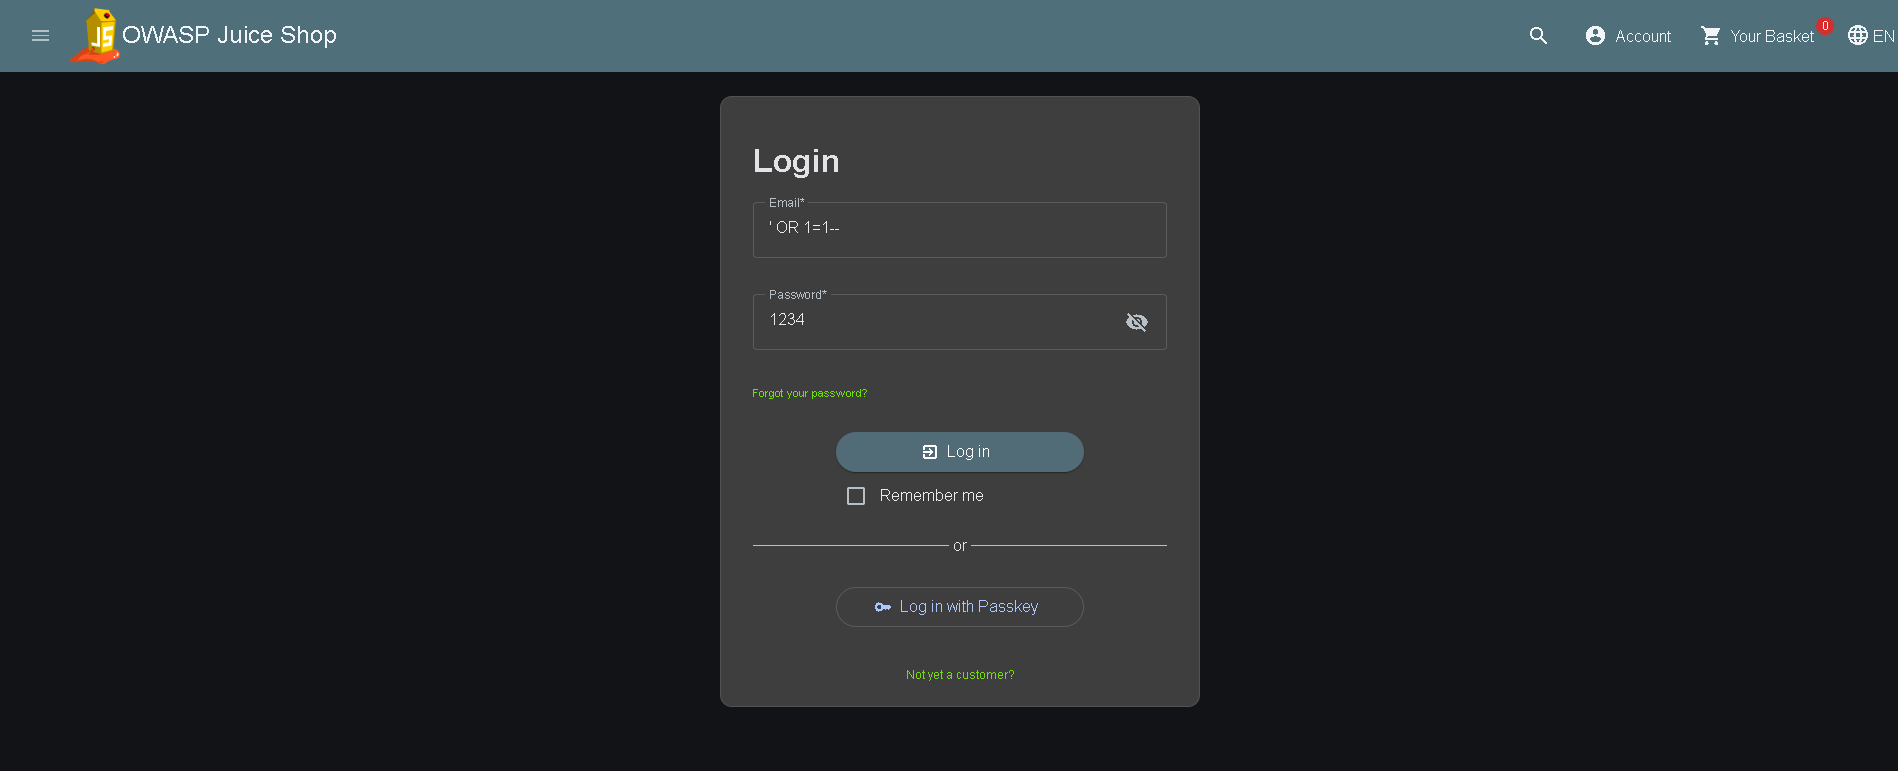 OWASP Juice Shop
Account
Your Basket
0
EN
Login
Email*
' OR 1=1--
Password*
1234
Forgot your password?
Log in
Remember me
or
Log in with Passkey
Not yet a customer?